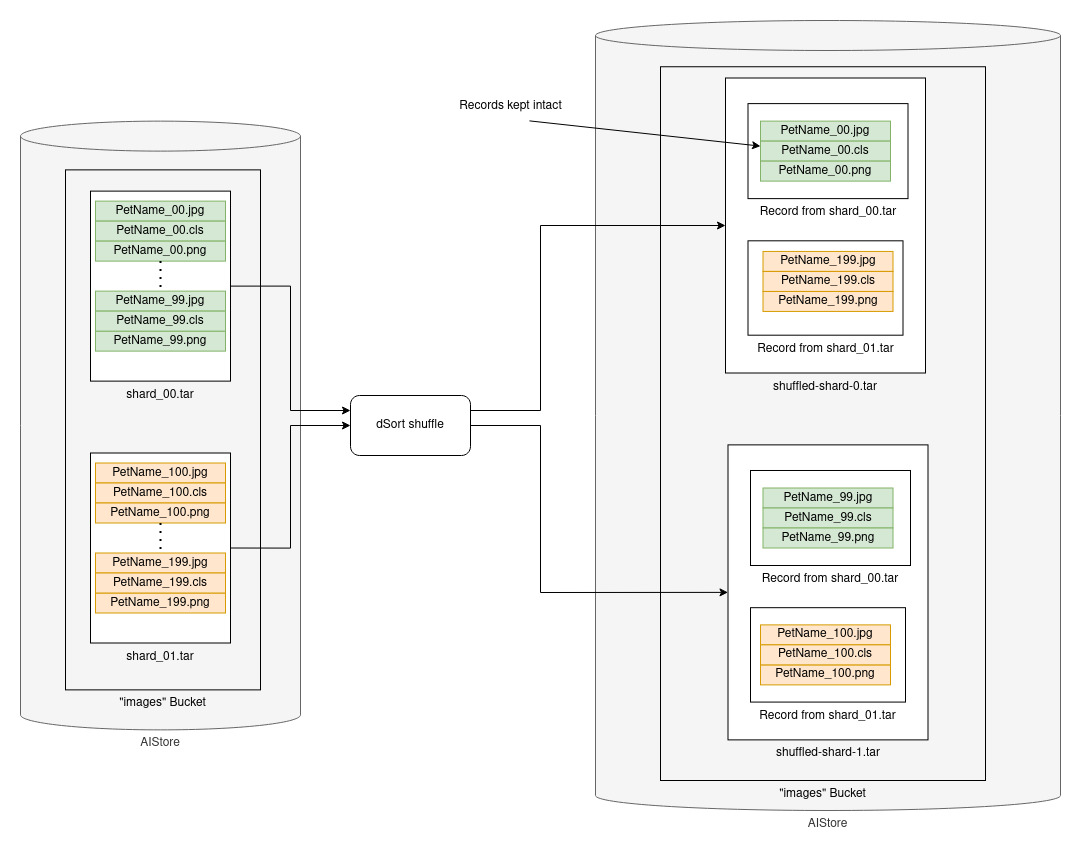 Records kept intact
PetName_00.jpg
PetName_00.cls
PetName_00.png
PetName_99.jpg
PetName_99.cls
PetName_99.png
shard_00.tar
PetName_100.jpg
PetName_100.cls
PetName_100.png
PetName_199.jpg
PetName_199.cls
PetName_199.png
shard_01.tar
"images" Bucket
AIStore
dSort shuffle
PetName_00.jpg
PetName_00.cls
PetName_00.png
Record from shard_00.tar
PetName_199.jpg
PetName_199.cls
PetName_199.png
Record from shard_01.tar
shuffled-shard-0.tar
PetName_99.jpg
PetName_99.cls
PetName_99.png
Record from shard_00.tar
PetName_100.jpg
PetName_100.cls
PetName_100.png
Record from shard_01.tar
shuffled-shard-1.tar
"images" Bucket
AIStore